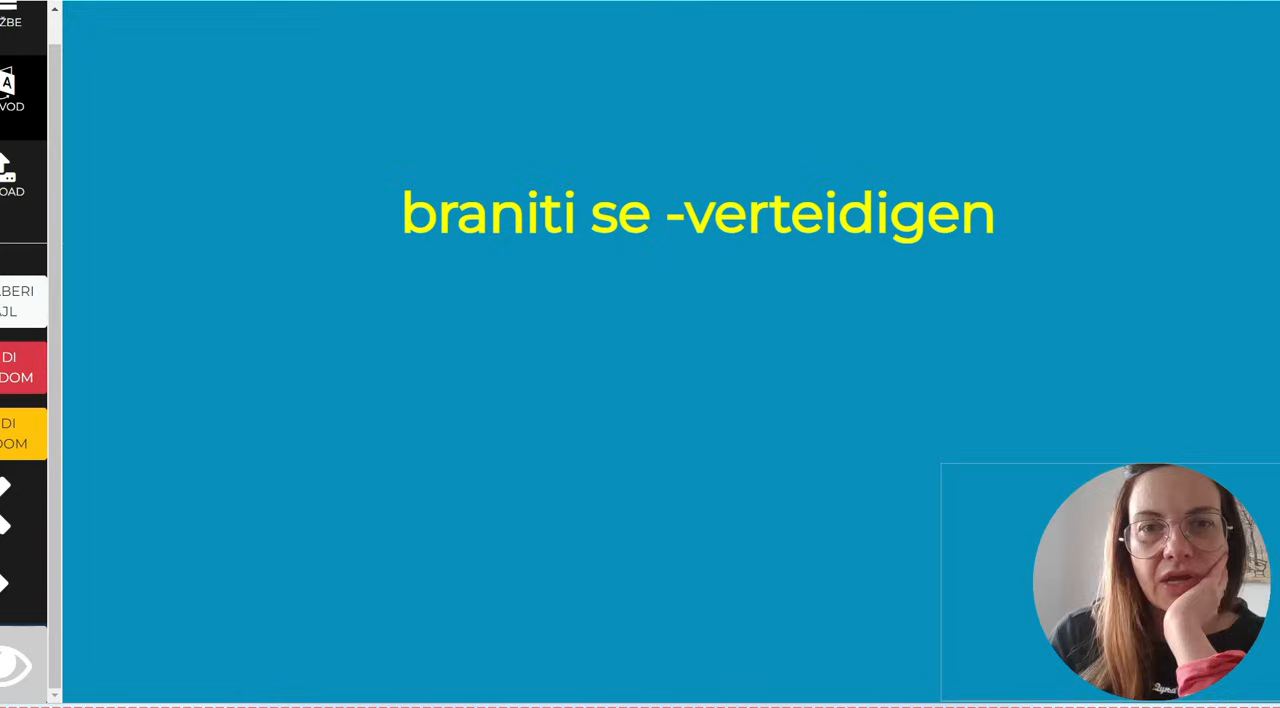 ŽBE
VOD
OAD
BERI
JL
DI
DOM
DI
DOM
braniti se -verteidigen